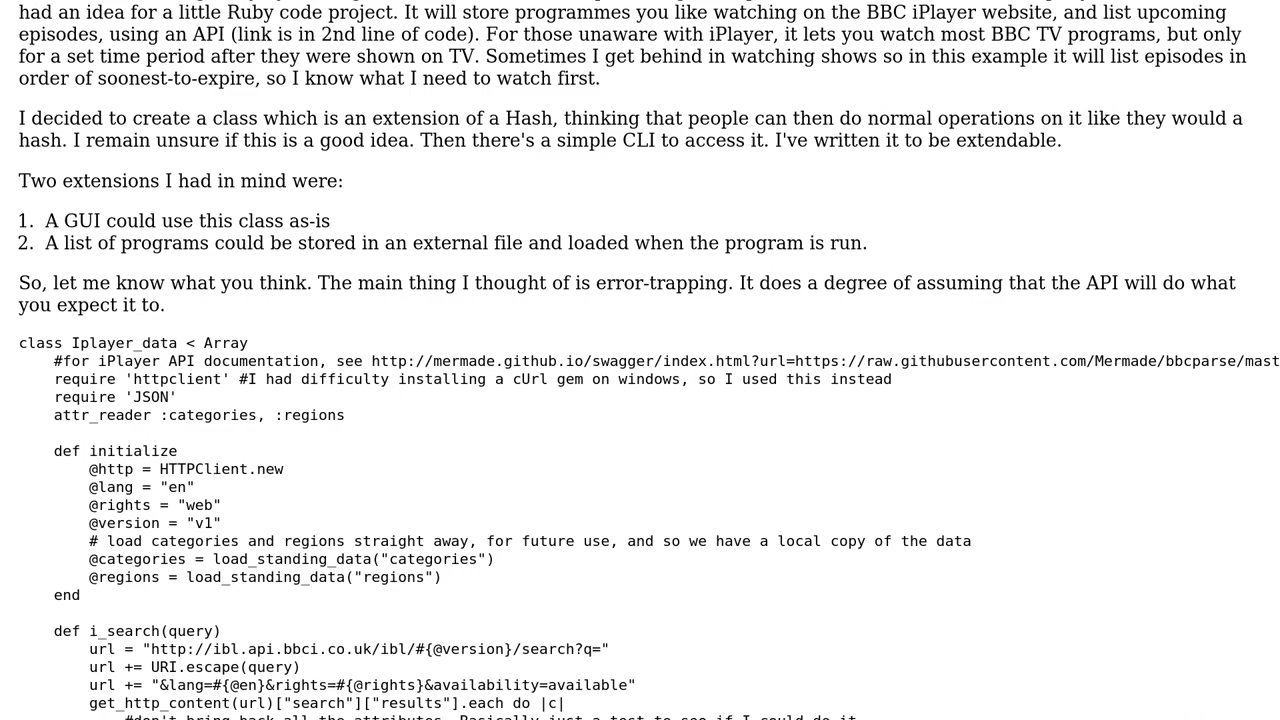 had an idea for a little Ruby code project. It will store programmes you like watching on the BBC iPlayer website, and list upcoming
episodes, using an API (link is in 2nd line of code). For those unaware with iPlayer, it lets you watch most BBC TV programs, but only
for a set time period after they were shown on TV. Sometimes I get behind in watching shows so in this example it will list episodes in
order of soonest-to-expire, so I know what I need to watch first.
I decided to create a class which is an extension of a Hash, thinking that people can then do normal operations on it like they would a
hash. I remain unsure if this is a good idea. Then there's a simple CLI to access it. I've written it to be extendable.
Two extensions I had in mind were:
1. A GUI could use this class as-is
2. A list of programs could be stored in an external file and loaded when the program is run.
So, let me know what you think. The main thing I thought of is error-trapping. It does a degree of assuming that the API will do what
you expect it to.
class Iplayer_data < Array
#for iPlayer API documentation, see http://mermade.github.io/swagger/index.html?url=https://raw.githubusercontent.com/Mermade/bbcparse/mast
require 'httpclient' #I had difficulty installing a cUrl gem on windows, so I used this instead
require 'JSON'
attr_reader :categories, :regions
def initialize
@http = HTTPClient.new
@lang = "en"
@rights = "web"
@version = "v1"
# load categories and regions straight away, for future use, and so we have a local copy of the data
@categories = load_standing_data("categories")
@regions = load_standing_data("regions")
end
def i_search(query)
url = "http://ibl.api.bbci.co.uk/ibl/#{@version}/search?q="
url += URI.escape(query)
url += "&lang=#{@en}&rights=#{@rights}&availability=available"
get_http_content(url)["search"]["results"].each do |c|
#don't bring back all the attributes. Basically just a test to see if I could do it